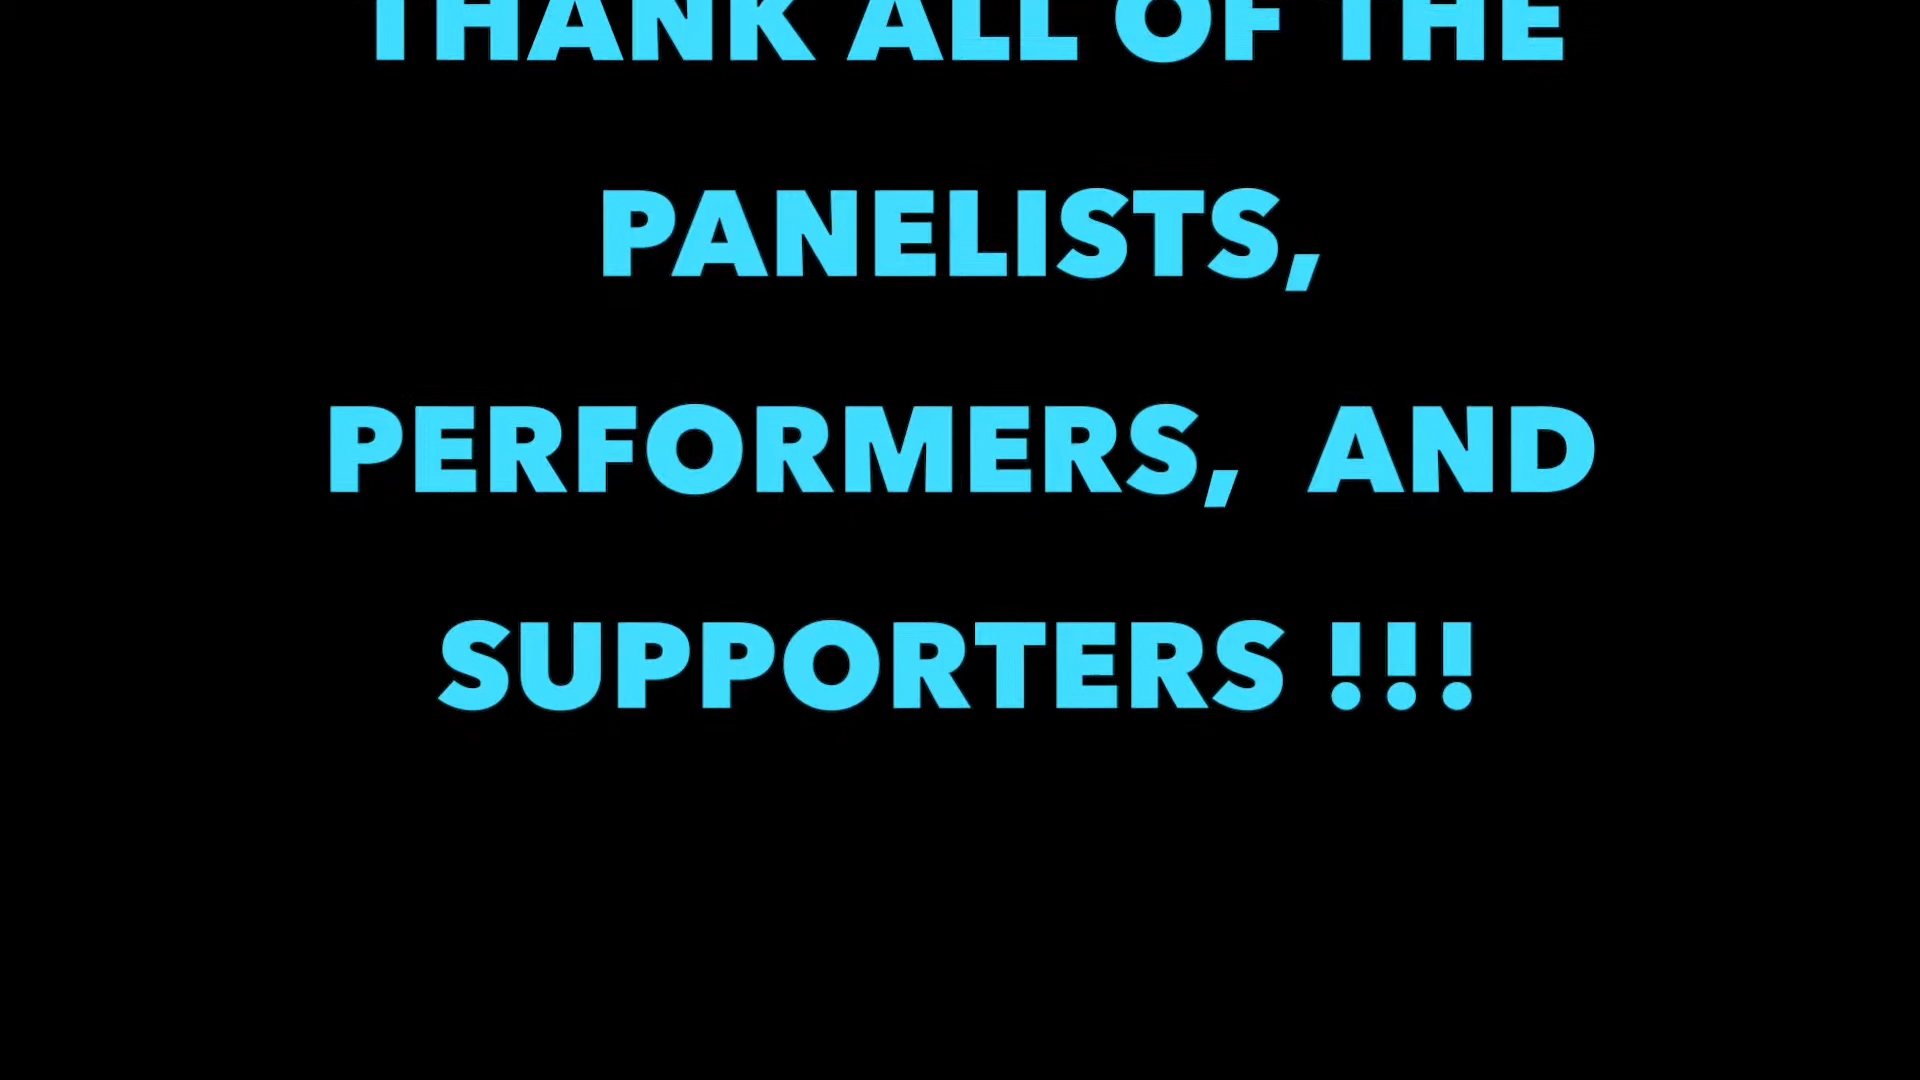 THANK ALL OF THE
PANELISTS,
PERFORMERS, AND
SUPPORTERS !!!